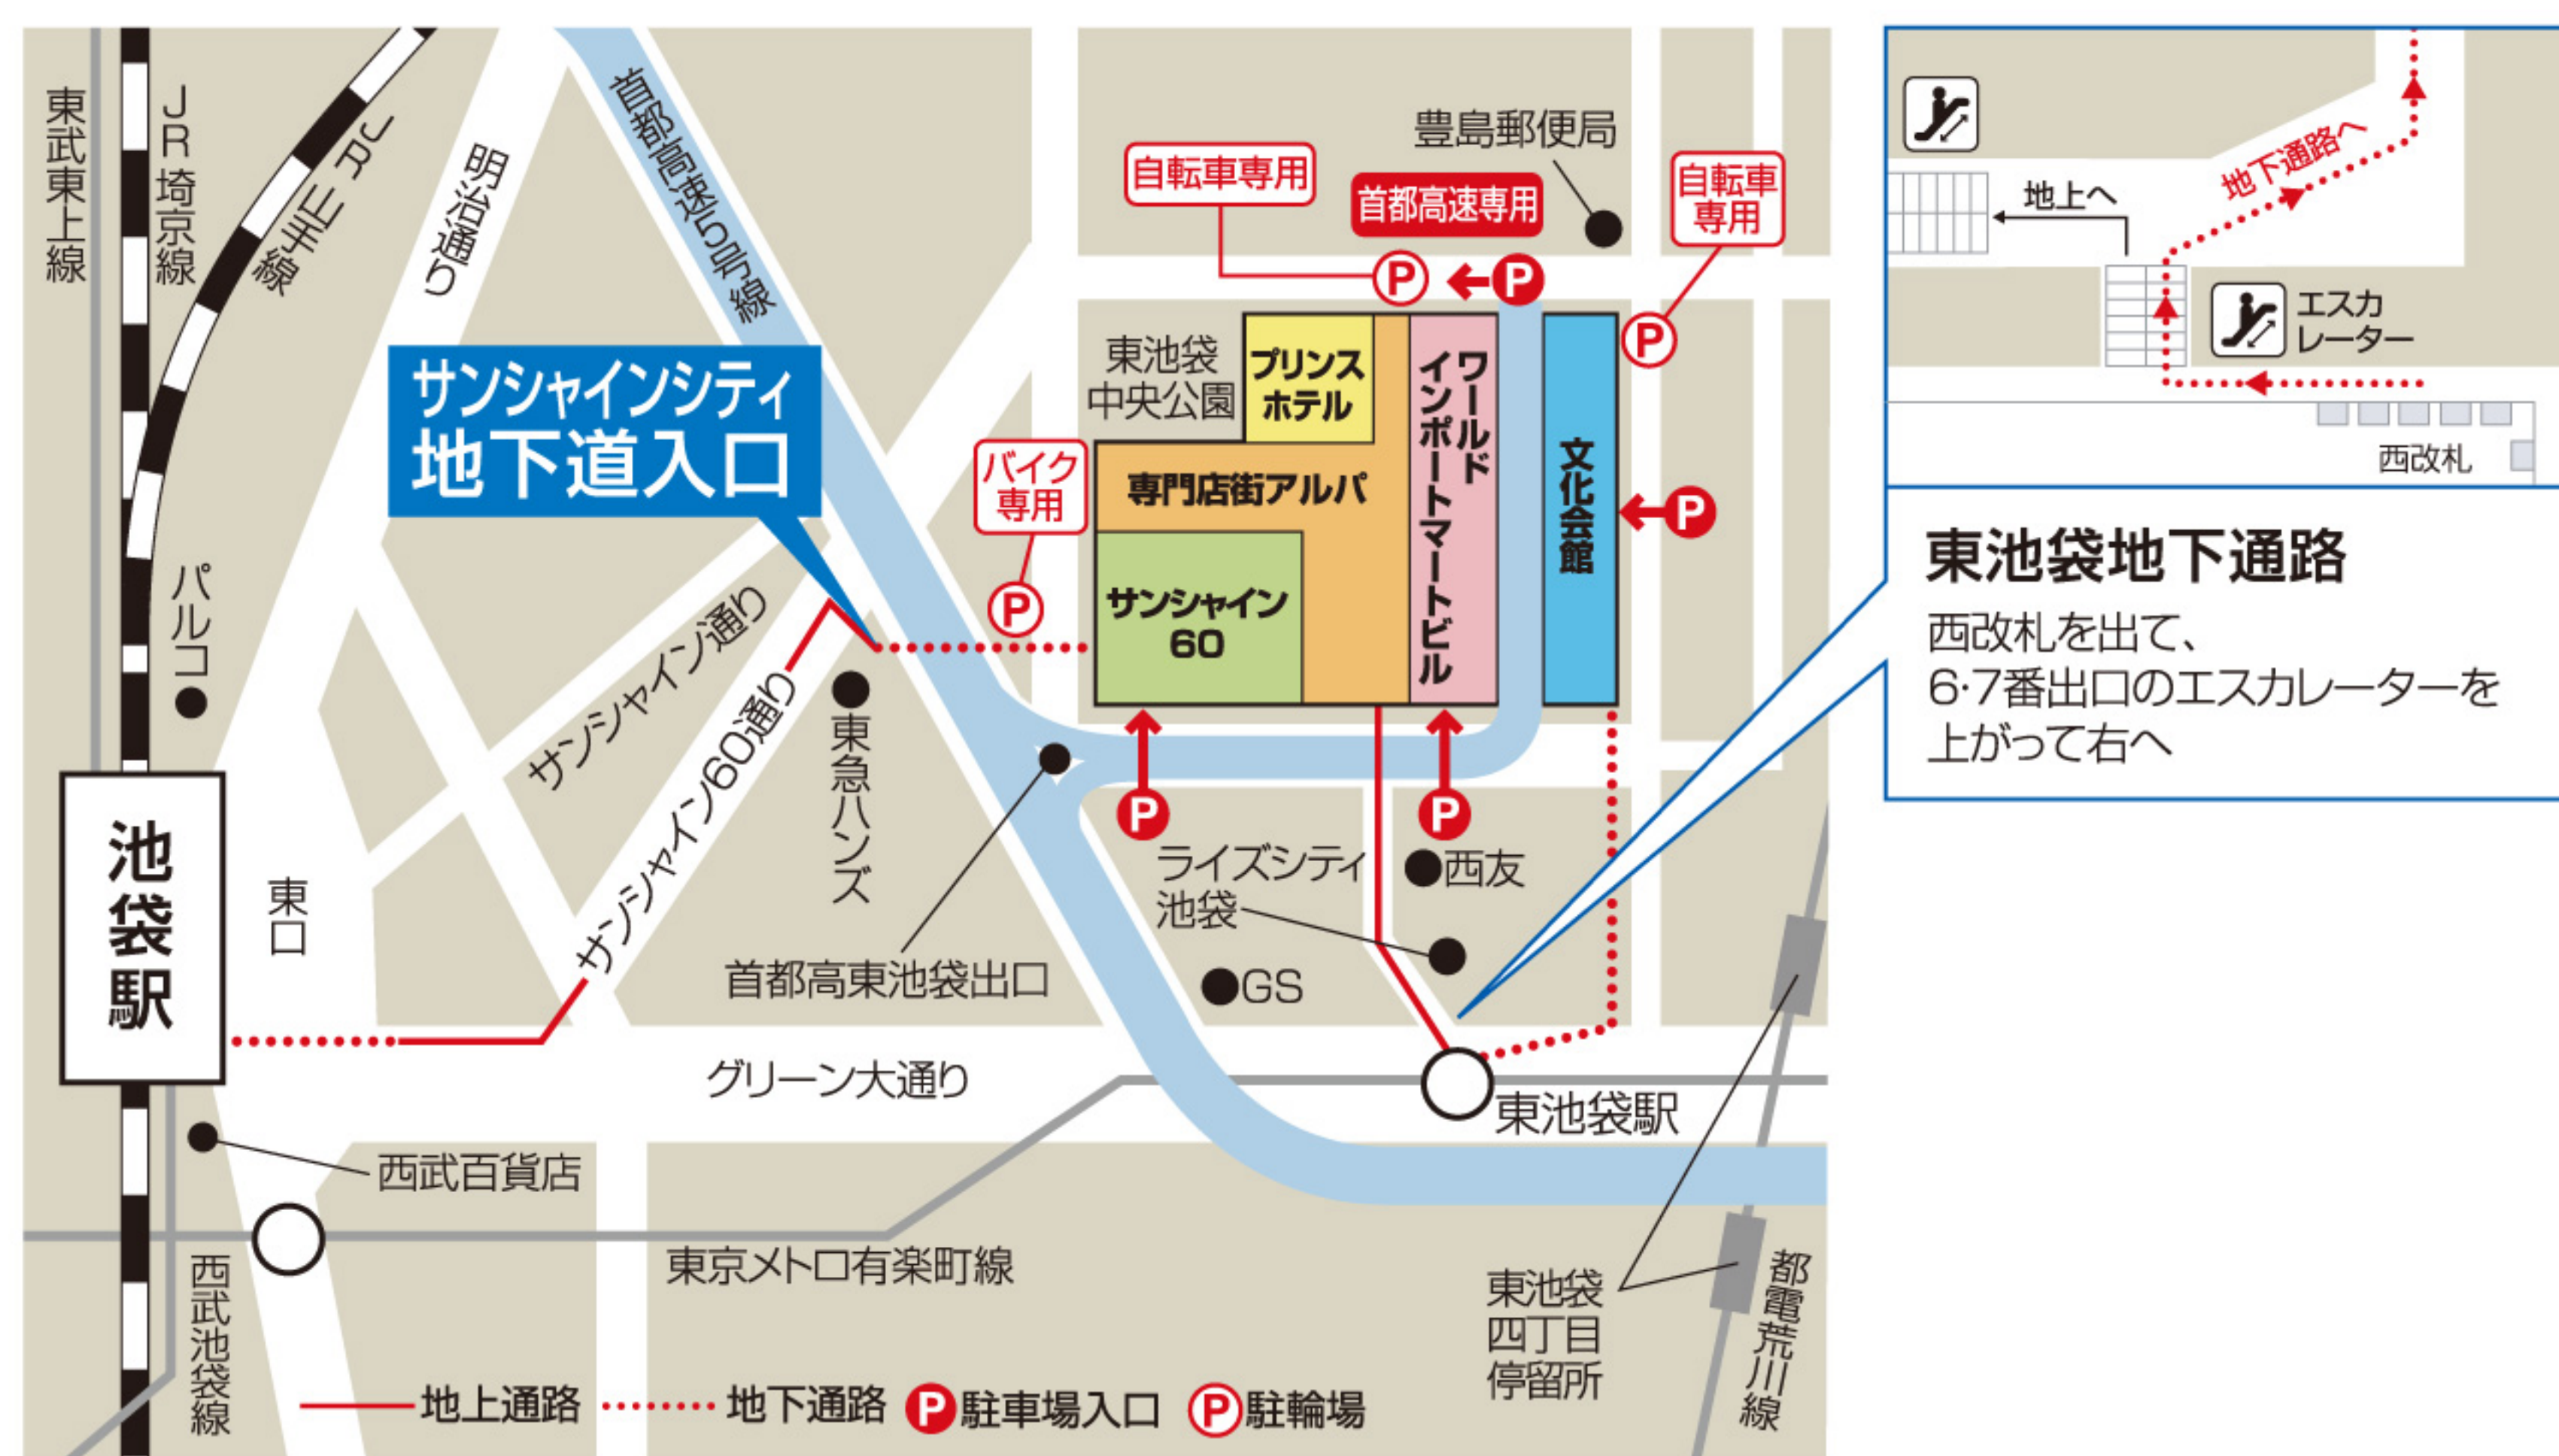 東武東上線
JR埼京線
JR山手線
明治通り
首都高速5号線
豊島郵便局
自転車専用
首都高速専用
自転車
専用
P
P
P
東池袋
中央公園
プリンス
ホテル
ワールド
インポートマートビル
文化会館
サンシャインシティ
地下道入口
バイク
専用
P
専門店街アルパ
P
サンシャイン
60
パルコ
サンシャイン通り
サンシャイン60通り
東急ハンズ
P
P
池袋駅
東口
首都高東池袋出口
ライズシティ
池袋
西友
GS
グリーン大通り
東池袋駅
西武百貨店
東京メトロ有楽町線
西武池袋線
東池袋
四丁目
停留所
都電荒川線
地上通路
地下通路
P駐車場入口
P駐輪場
地下通路へ
地上へ
エスカ
レーター
西改札
東池袋地下通路
西改札を出て、
6·7番出口のエスカレーターを
上がって右へ